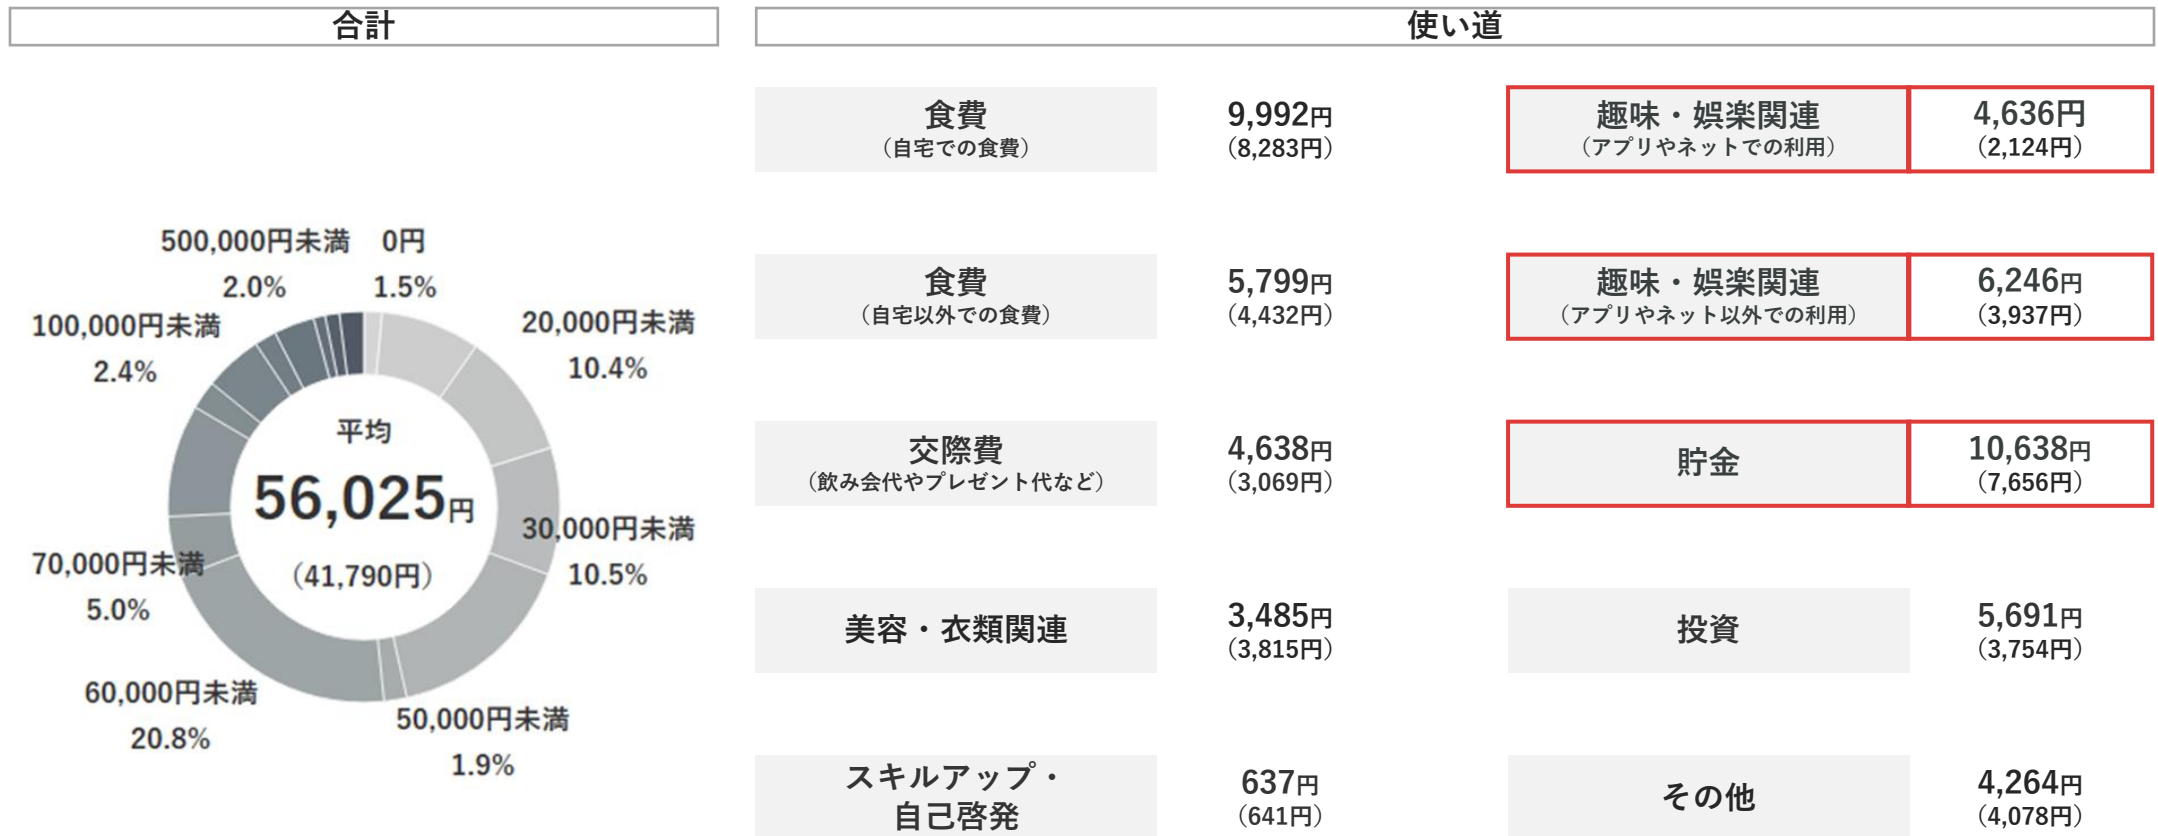 合計
500,000円未満
2.0%
0円
1.5%
100,000円未満
2.4%
20,000円未満
10.4%
平均
56,025円
（41,790円）
30,000円未満
10.5%
70,000円未満
5.0%
60,000円未満
20.8%
50,000円未満
1.9%
使い道
食費
（自宅での食費）
9,992円
（8,283円）
趣味・娯楽関連
（アプリやネットでの利用）
4,636円
（2,124円）
食費
（自宅以外での食費）
5,799円
（4,432円）
趣味・娯楽関連
（アプリやネット以外での利用）
6,246円
（3,937円）
交際費
（飲み会代やプレゼント代など）
4,638円
（3,069円）
貯金
10,638円
（7,656円）
美容・衣類関連
3,485円
（3,815円）
投資
5,691円
（3,754円）
スキルアップ・
自己啓発
637円
（641円）
その他
4,264円
（4,078円）